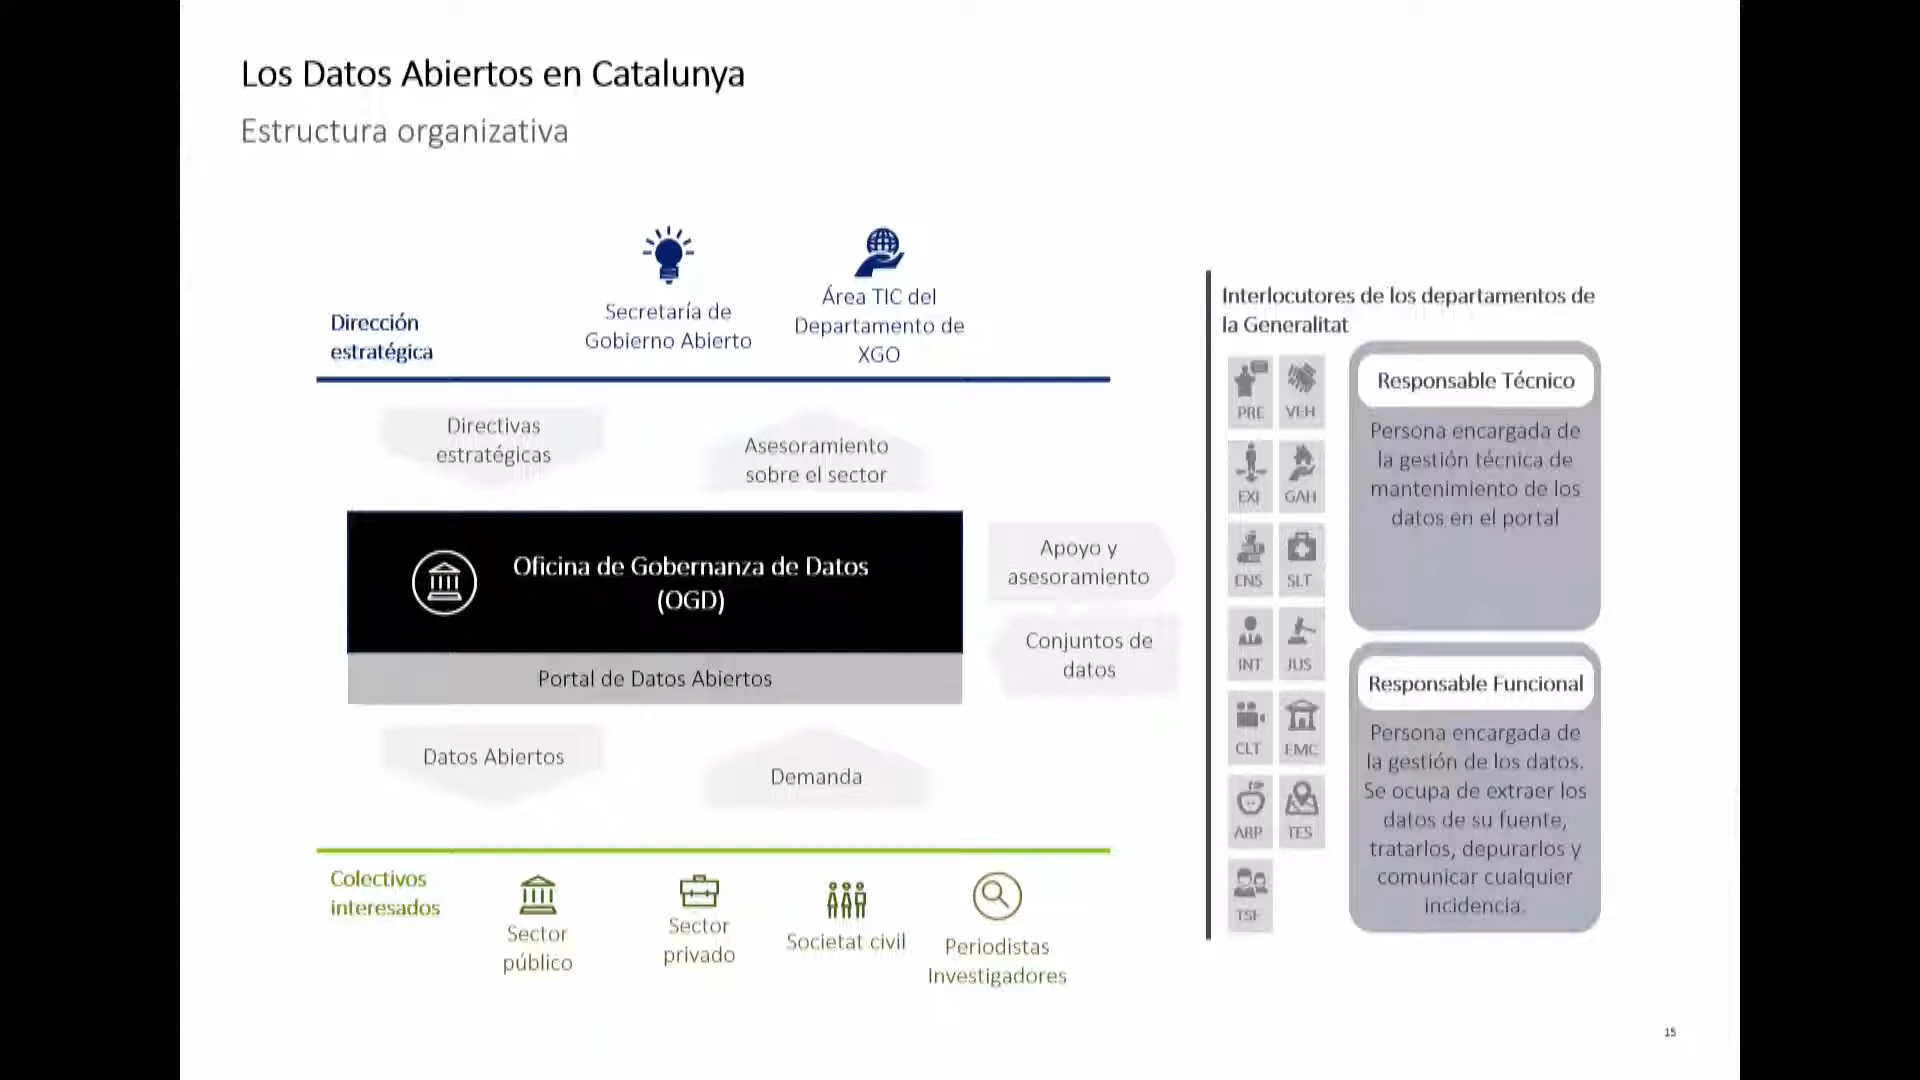 Los Datos Abiertos en Catalunya
Estructura organizativa
Dirección
estratégica
Secretaría de
Gobierno Abierto
Área TIC del
Departamento de
XGO
Directivas
estratégicas
Asesoramiento
sobre el sector
Oficina de Gobernanza de Datos
(OGD)
Portal de Datos Abiertos
Apoyo y
asesoramiento
Conjuntos de
datos
Datos Abiertos
Demanda
Colectivos
interesados
Sector
público
Sector
privado
Societat civil
Periodistas
Investigadores
Interlocutores de los departamentos de
la Generalitat
PRE VEH
EXI GAH
ENS SLT
INT JUS
CLT EMC
ARP TES
TSF
Responsable Técnico
Persona encargada de
la gestión técnica de
mantenimiento de los
datos en el portal
Responsable Funcional
Persona encargada de
la gestión de los datos.
Se ocupa de extraer los
datos de su fuente,
tratarlos, depurarlos y
comunicar cualquier
incidencia.
15